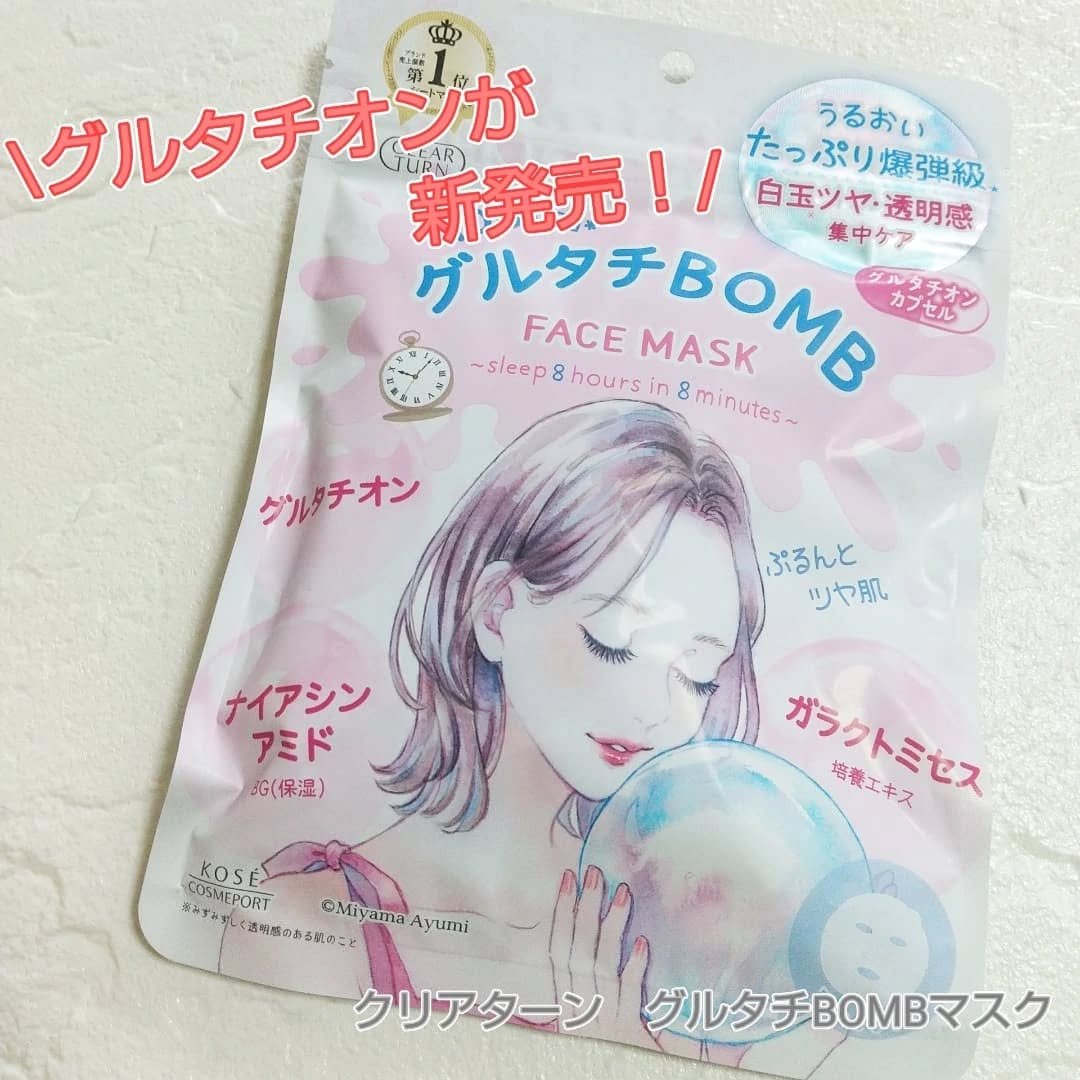 ブランド
売上個数
第1位
\グルタチオンが
新発売!/
CLEAR
TURN
うるおい
たっぷり爆弾級
白玉ツヤ・透明感
集中ケア
グルタチオン
カプセル
グルタチBOMB
FACE MASK
~sleep 8 hours in 8 minutes~
グルタチオン
ぷるんと
ツヤ肌
ナイアシン
アミド
BG(保湿)
ガラクトミセス
培養エキス
KOSÉ
COSMEPORT
©Miyama Ayumi
※みずみずしく透明感のある肌のこと
クリアターン グルタチBOMBマスク